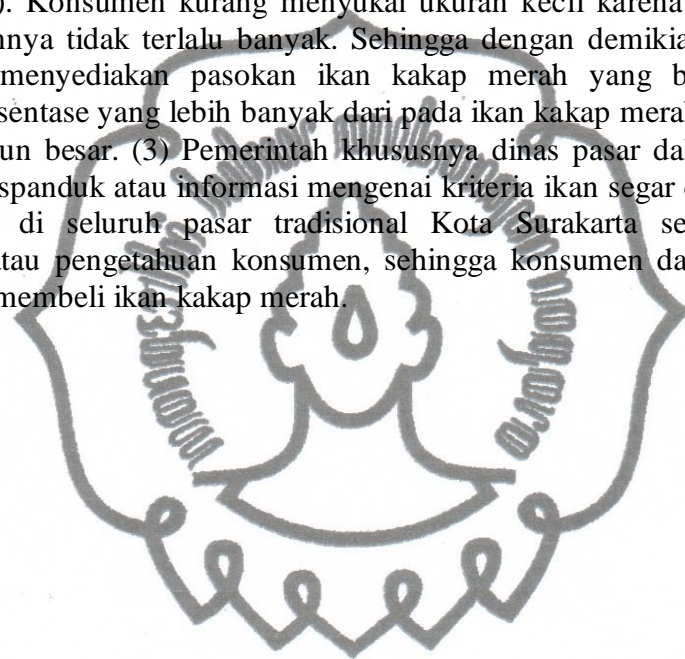 ). Konsumen kurang menyukai ukuran kecil karena
nnya tidak terlalu banyak. Sehingga dengan demikia
menyediakan pasokan ikan kakap merah yang b
sentase yang lebih banyak dari pada ikan kakap merah
un besar. (3) Pemerintah khususnya dinas pasar dal
spanduk atau informasi mengenai kriteria ikan segar
di seluruh pasar tradisional Kota Surakarta se
atau pengetahuan konsumen, sehingga konsumen da
membeli ikan kakap merah.